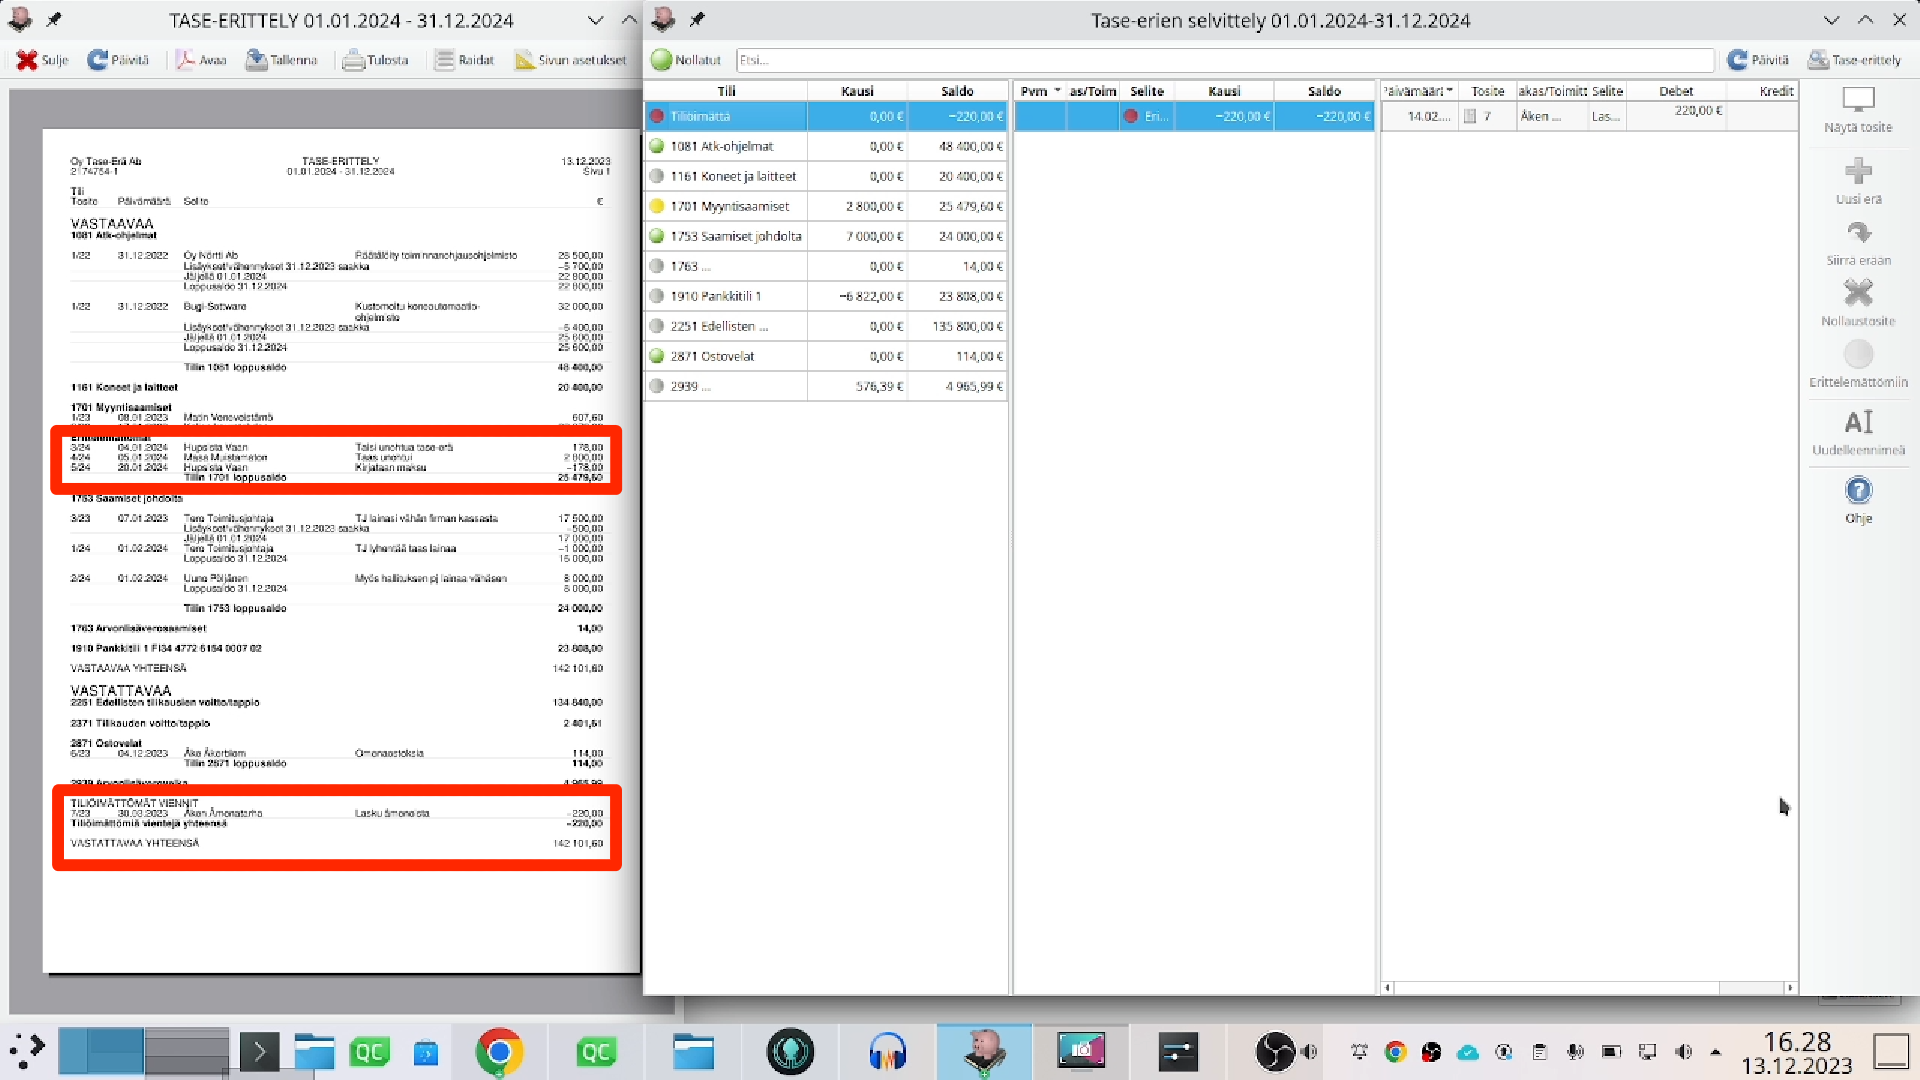 TASE-ERITTELY 01.01.2024 - 31.12.2024
Sulje Päivitä Avaa Tallenna Tulosta Raidat Sivun asetukset
Oy Tase-Erä Ab TASE-ERITTELY 13.12.2023
2174754-1 01.01.2024 - 31.12.2024 Sivu 1
Tili
Tosite Päivämäärä Selite €
VASTAAVAA
1081 Atk-ohjelmat
1/22 31.12.2022 Oy Nörtti Ab Räätälöity toiminnanohjausohjelmisto 28 500,00
Lisäykset/vähennykset 31.12.2023 saakka −5 700,00
Jäljellä 01.01.2024 22 800,00
Loppusaldo 31.12.2024 22 800,00
1/22 31.12.2022 Bugi-Software Kustomoitu koneautomaatio-
ohjelmisto 32 000,00
Lisäykset/vähennykset 31.12.2023 saakka −6 400,00
Jäljellä 01.01.2024 25 600,00
Loppusaldo 31.12.2024 25 600,00
Tilin 1081 loppusaldo 48 400,00
1161 Koneet ja laitteet 20 400,00
1701 Myyntisaamiset
1/23 08.01.2023 Matin Veneveistämö 607,60
3/24 04.01.2024 Hupsista Vaan Taisi unohtua tase-erä 178,00
4/24 05.01.2024 Masa Muistamaton Taas unohtui 2 800,00
5/24 28.01.2024 Hupsista Vaan Kirjataan maksu −178,00
Tilin 1701 loppusaldo 25 479,60
1753 Saamiset johdolta
3/23 07.01.2023 Tero Toimitusjohtaja TJ lainasi vähän firman kassasta 17 500,00
Lisäykset/vähennykset 31.12.2023 saakka −500,00
Jäljellä 01.01.2024 17 000,00
1/24 01.02.2024 Tero Toimitusjohtaja TJ lyhentää taas lainaa −1 000,00
Loppusaldo 31.12.2024 16 000,00
2/24 01.02.2024 Uuno Pöljänen Myös hallituksen pj lainaa vähäsen 8 000,00
Loppusaldo 31.12.2024 8 000,00
Tilin 1753 loppusaldo 24 000,00
1763 Arvonlisäverosaamiset 14,00
1910 Pankkitili 1 FI34 4772 6154 0007 02 23 808,00
VASTAAVAA YHTEENSÄ 142 101,60
VASTATTAVAA
2251 Edellisten tilikausien voitto/tappio 134 840,00
2371 Tilikauden voitto/tappio 2 401,61
2871 Ostovelat
6/23 04.12.2023 Åke Åkerblom Omenaostoksia 114,00
Tilin 2871 loppusaldo 114,00
2939 Arvonlisäverovelka 4 965,99
TILIÖIMÄTTÖMÄT VIENNIT
7/23 30.03.2023 Åken Ämonatarha Lasku ämonoista −220,00
Tiliöimättömiä vientejä yhteensä −220,00
VASTATTAVAA YHTEENSÄ 142 101,60
Tase-erien selvittely 01.01.2024-31.12.2024
Nollatut Etsi... Päivitä Tase-erittely
Tili Kausi Saldo
Tiliöimättä 0,00 € −220,00 €
1081 Atk-ohjelmat 0,00 € 48 400,00 €
1161 Koneet ja laitteet 0,00 € 20 400,00 €
1701 Myyntisaamiset 2 800,00 € 25 479,60 €
1753 Saamiset johdolta 7 000,00 € 24 000,00 €
1763 ... 0,00 € 14,00 €
1910 Pankkitili 1 −6 822,00 € 23 808,00 €
2251 Edellisten ... 0,00 € 135 800,00 €
2871 Ostovelat 0,00 € 114,00 €
2939 ... 576,39 € 4 965,99 €
Pvm as/Toim Selite Kausi Saldo
Eri... −220,00 € −220,00 €
äivämäär Tosite akas/Toimitt Selite Debet Kredit
14.02.... 7 Åken ... Las... 220,00 €
Näytä tosite
Uusi erä
Siirrä erään
Nollaustosite
Erittelemättömiin
AI
Uudelleennimeä
Ohje
QC
QC
16.28
13.12.2023